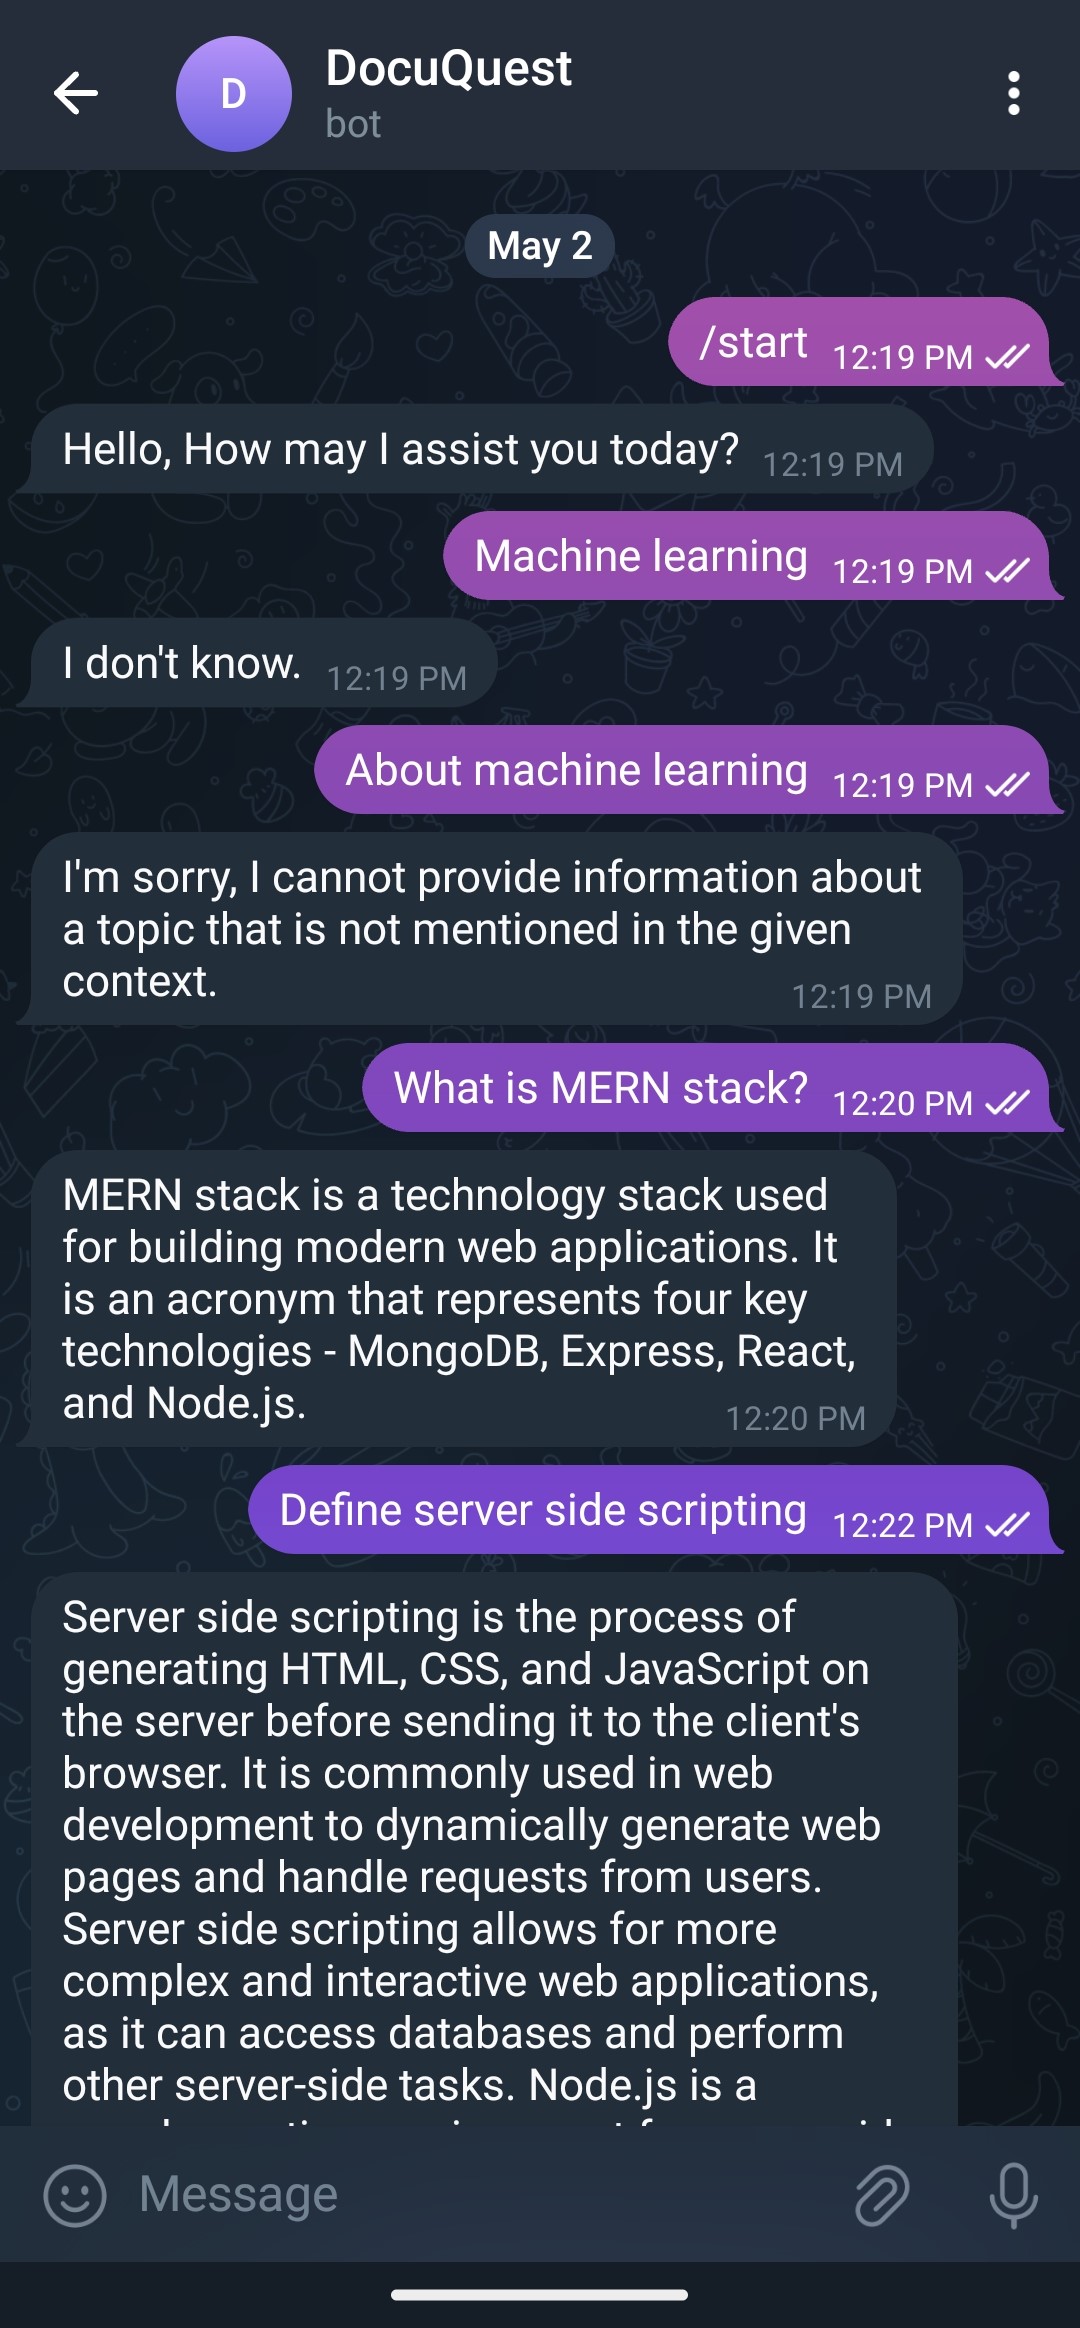 D
DocuQuest
bot
May 2
/start 12:19 PM
Hello, How may I assist you today? 12:19 PM
Machine learning 12:19 PM
I don't know. 12:19 PM
About machine learning 12:19 PM
I'm sorry, I cannot provide information about
a topic that is not mentioned in the given
context. 12:19 PM
What is MERN stack? 12:20 PM
MERN stack is a technology stack used
for building modern web applications. It
is an acronym that represents four key
technologies - MongoDB, Express, React,
and Node.js. 12:20 PM
Define server side scripting 12:22 PM
Server side scripting is the process of
generating HTML, CSS, and JavaScript on
the server before sending it to the client's
browser. It is commonly used in web
development to dynamically generate web
pages and handle requests from users.
Server side scripting allows for more
complex and interactive web applications,
as it can access databases and perform
other server-side tasks. Node.js is a
Message